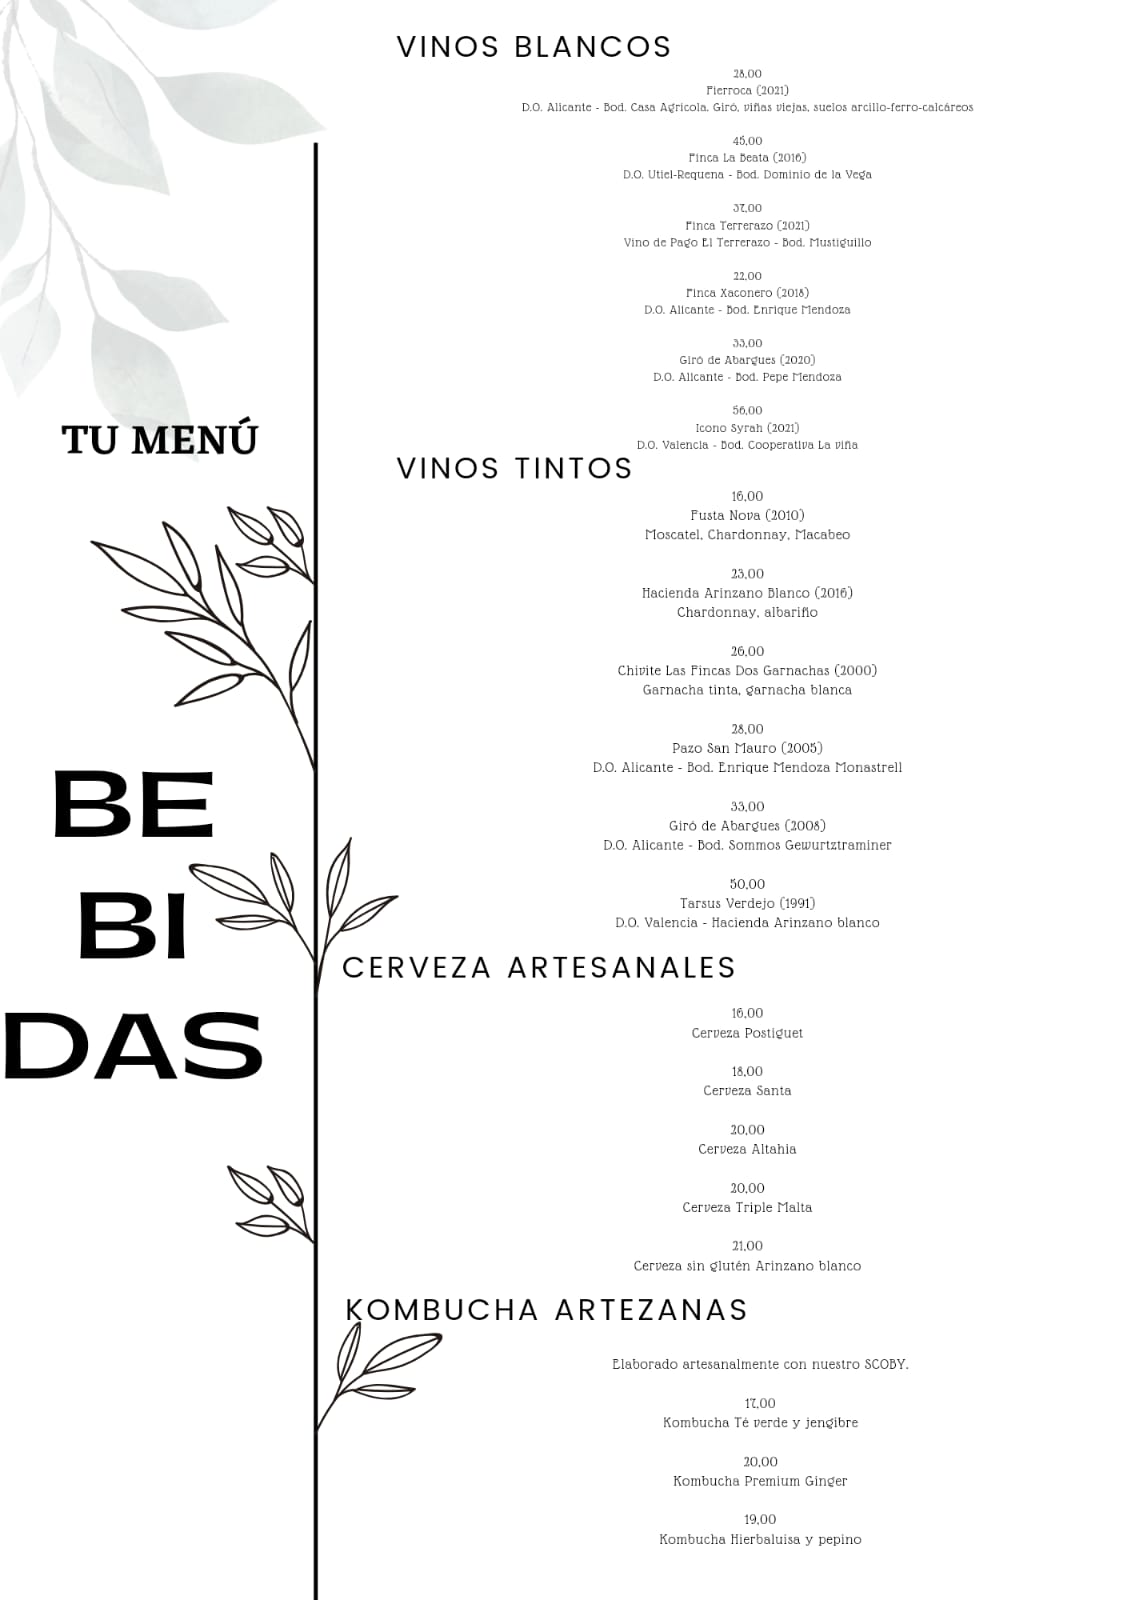 TU MENÚ
BE
BI
DAS
VINOS BLANCOS
28,00
Fierroca (2021)
D.O. Alicante - Bod. Casa Agrícola, Giró, viñas viejas, suelos arcillo-ferro-calcáreos
45,00
Finca La Beata (2016)
D.O. Utiel-Requena - Bod. Dominio de la Vega
37,00
Finca Terrerazo (2021)
Vino de Pago El Terrerazo - Bod. Mustiguillo
22,00
Finca Xaconero (2018)
D.O. Alicante - Bod. Enrique Mendoza
33,00
Giró de Abargues (2020)
D.O. Alicante - Bod. Pepe Mendoza
56,00
Icono Syrah (2021)
D.O. Valencia - Bod. Cooperativa La viña
VINOS TINTOS
16,00
Fusta Nova (2010)
Moscatel, Chardonnay, Macabeo
23,00
Hacienda Arinzano Blanco (2016)
Chardonnay, albariño
26,00
Chivite Las Fincas Dos Garnachas (2000)
Garnacha tinta, garnacha blanca
28,00
Pazo San Mauro (2005)
D.O. Alicante - Bod. Enrique Mendoza Monastrell
33,00
Giró de Abargues (2008)
D.O. Alicante - Bod. Sommos Gewurtztraminer
50,00
Tarsus Verdejo (1991)
D.O. Valencia - Hacienda Arinzano blanco
CERVEZA ARTESANALES
16,00
Cerveza Postiguet
18,00
Cerveza Santa
20,00
Cerveza Altahia
20,00
Cerveza Triple Malta
21,00
Cerveza sin glutén Arinzano blanco
KOMBUCHA ARTEZANAS
Elaborado artesanalmente con nuestro SCOBY.
17,00
Kombucha Té verde y jengibre
20,00
Kombucha Premium Ginger
19,00
Kombucha Hierbaluisa y pepino